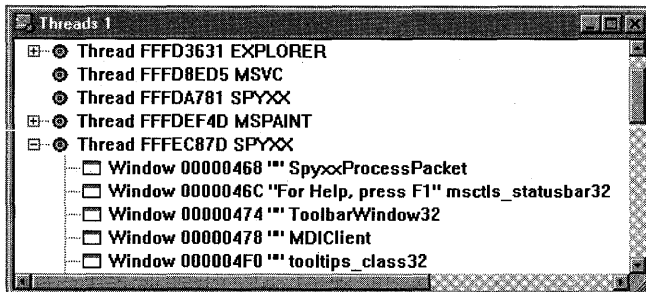 Threads 1
Thread FFFD3631 EXPLORER
Thread FFFD8ED5 MSVC
Thread FFFDA781 SPYXX
Thread FFFDEF4D MSPAINT
Thread FFFEC87D SPYXX
Window 00000468 "" SpyxxProcessPacket
Window 0000046C "For Help, press F1" msctls_statusbar32
Window 00000474 "" ToolbarWindow32
Window 00000478 "" MDIClient
Window 000004F0 "" tooltips_class32